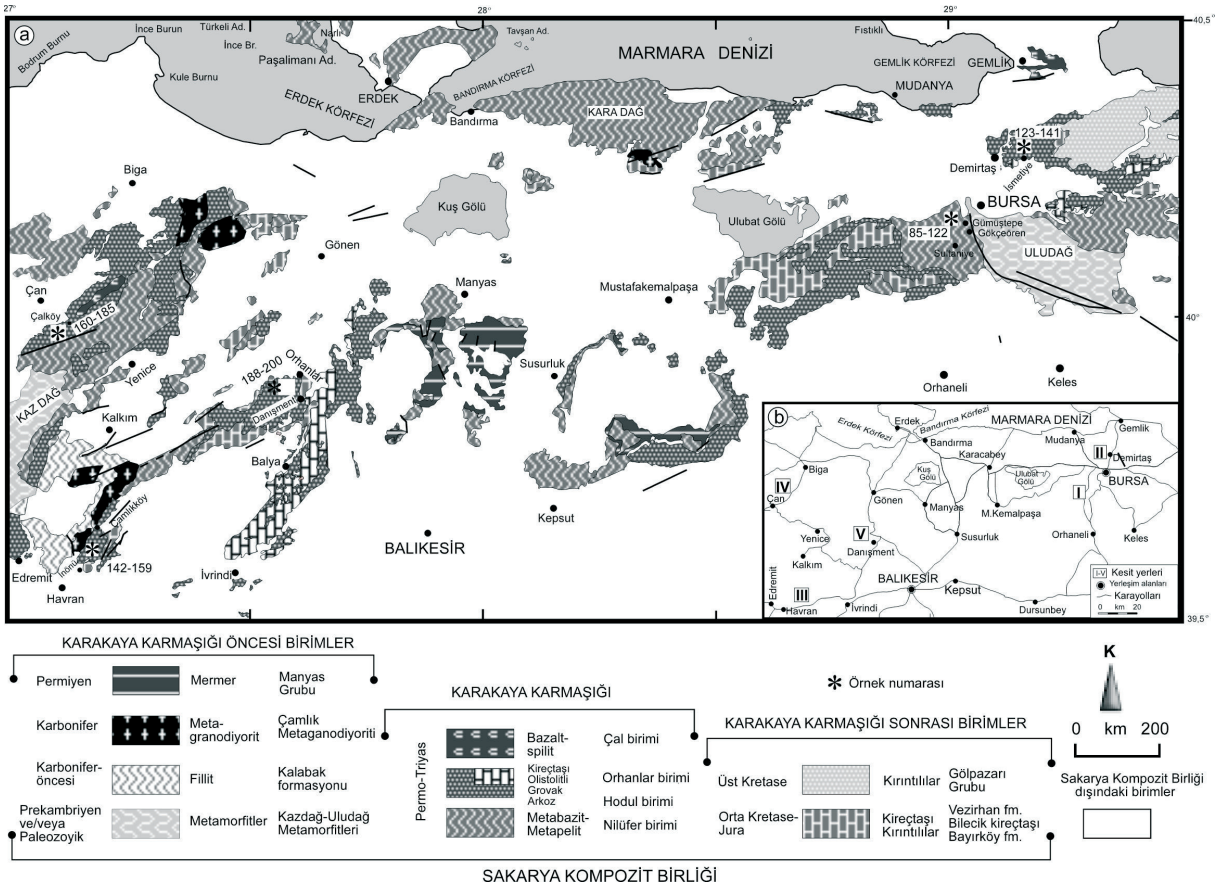 27°
28°
29°
40,5°
a
Bodrum Burnu
İnce Burun
Türkeli Ad.
İnce Br.
Narlı
Paşalimanı Ad.
Kule Burnu
Tavşan Ad.
ERDEK KÖRFEZİ
ERDEK
BANDIRMA KÖRFEZİ
Bandırma
MARMARA DENİZİ
Fıstıklı
GEMLİK KÖRFEZİ
GEMLİK
MUDANYA
KARA DAĞ
123-141
Demirtaş
İsmetiye
Biga
Kuş Gölü
Ulubat Gölü
BURSA
Gümüştepe
Gökçeören
85-122
Sultaniye
ULUDAĞ
Gönen
Çan
Çalköy
160-185
Manyas
Mustafakemalpaşa
40°
Yenice
188-200
Orhanlar
Susurluk
Orhaneli
Keles
KAZ DAĞ
Kalkım
Danışment
Balya
Çamlıkköy
Kepsut
BALIKESİR
İnönü
142-159
Edremit
Havran
İvrindi
39,5°
b
Erdek Körfezi
Erdek
Bandırma Körfezi
MARMARA DENİZİ
Gemlik
Bandırma
Mudanya
Karacabey
II
Demirtaş
Biga
Kuş
Gölü
Ulubat
Gölü
BURSA
IV
Çan
I
Gönen
Manyas
M.Kemalpaşa
Yenice
V
Danışment
Susurluk
Orhaneli
Keles
Kalkım
BALIKESİR
Kepsut
Edremit
III
Havran
İvrindi
Dursunbey
I-V Kesit yerleri
Yerleşim alanları
Karayolları
0 km 20
KARAKAYA KARMAŞIĞI ÖNCESİ BİRİMLER
Permiyen
Mermer
Manyas
Grubu
Karbonifer
Meta-
granodiyorit
Çamlık
Metaganodiyoriti
Karbonifer-
öncesi
Fillit
Kalabak
formasyonu
Prekambriyen
ve/veya
Paleozoyik
Metamorfitler
Kazdağ-Uludağ
Metamorfitleri
KARAKAYA KARMAŞIĞI
Permo-Triyas
Bazalt-
spilit
Çal birimi
Kireçtaşı
Olistolitli
Grovak
Arkoz
Orhanlar birimi
Hodul birimi
Metabazit-
Metapelit
Nilüfer birimi
* Örnek numarası
KARAKAYA KARMAŞIĞI SONRASI BİRIMLER
Üst Kretase
Kırıntılılar
Gölpazarı
Grubu
Orta Kretase-
Jura
Kireçtaşı
Kırıntılılar
Vezirhan fm.
Bilecik kireçtaşı
Bayırköy fm.
K
0 km 200
Sakarya Kompozit Birliği
dışındaki birimler
SAKARYA KOMPOZİT BİRLİĞİ